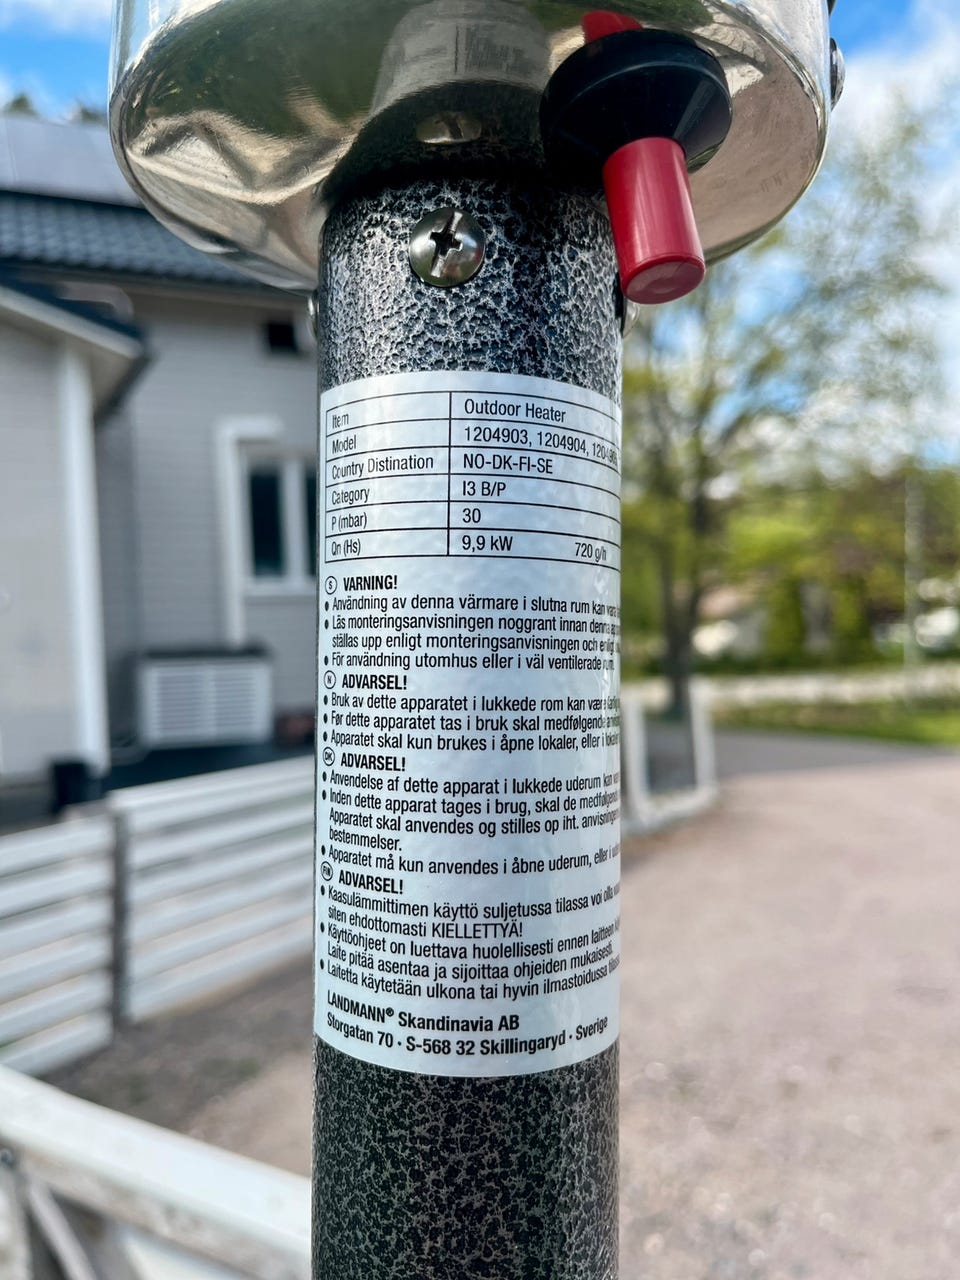 Item Outdoor Heater
Model 1204903, 1204904,
Country Distination NO-DK-FI-SE
Category I3 B/P
P (mbar) 30
Qn (Hs) 9,9 kW 720 g/h
S VARNING!
• Användning av denna värmare i slutna rum kan vara
• Läs monteringsanvisningen noggrant innan denna
ställas upp enligt monteringsanvisningen och enligt
• För användning utomhus eller i väl ventilerade rum.
N ADVARSEL!
• Bruk av dette apparatet i lukkede rom kan være farlig
• Før dette apparatet tas i bruk skal medfølgende
• Apparatet skal kun brukes i åpne lokaler, eller i lokaler
DK ADVARSEL!
• Anvendelse af dette apparat i lukkede uderum kan
• Inden dette apparat tages i brug, skal de medfølgende
Apparatet skal anvendes og stilles op iht.
bestemmelser.
• Apparatet må kun anvendes i åbne uderum, eller i
FIN ADVARSEL!
• Kaasulämmittimen käyttö suljetussa tilassa voi olla
siten ehdottomasti KIELLETTYÄ!
• Käyttöohjeet on luettava huolellisesti ennen laitteen
Laite pitää asentaa ja sijoittaa ohjeiden mukaisesti.
• Laitetta käytetään ulkona tai hyvin ilmastoidussa
LANDMANN® Skandinavia AB
Storgatan 70 · S-568 32 Skillingaryd · Sverige